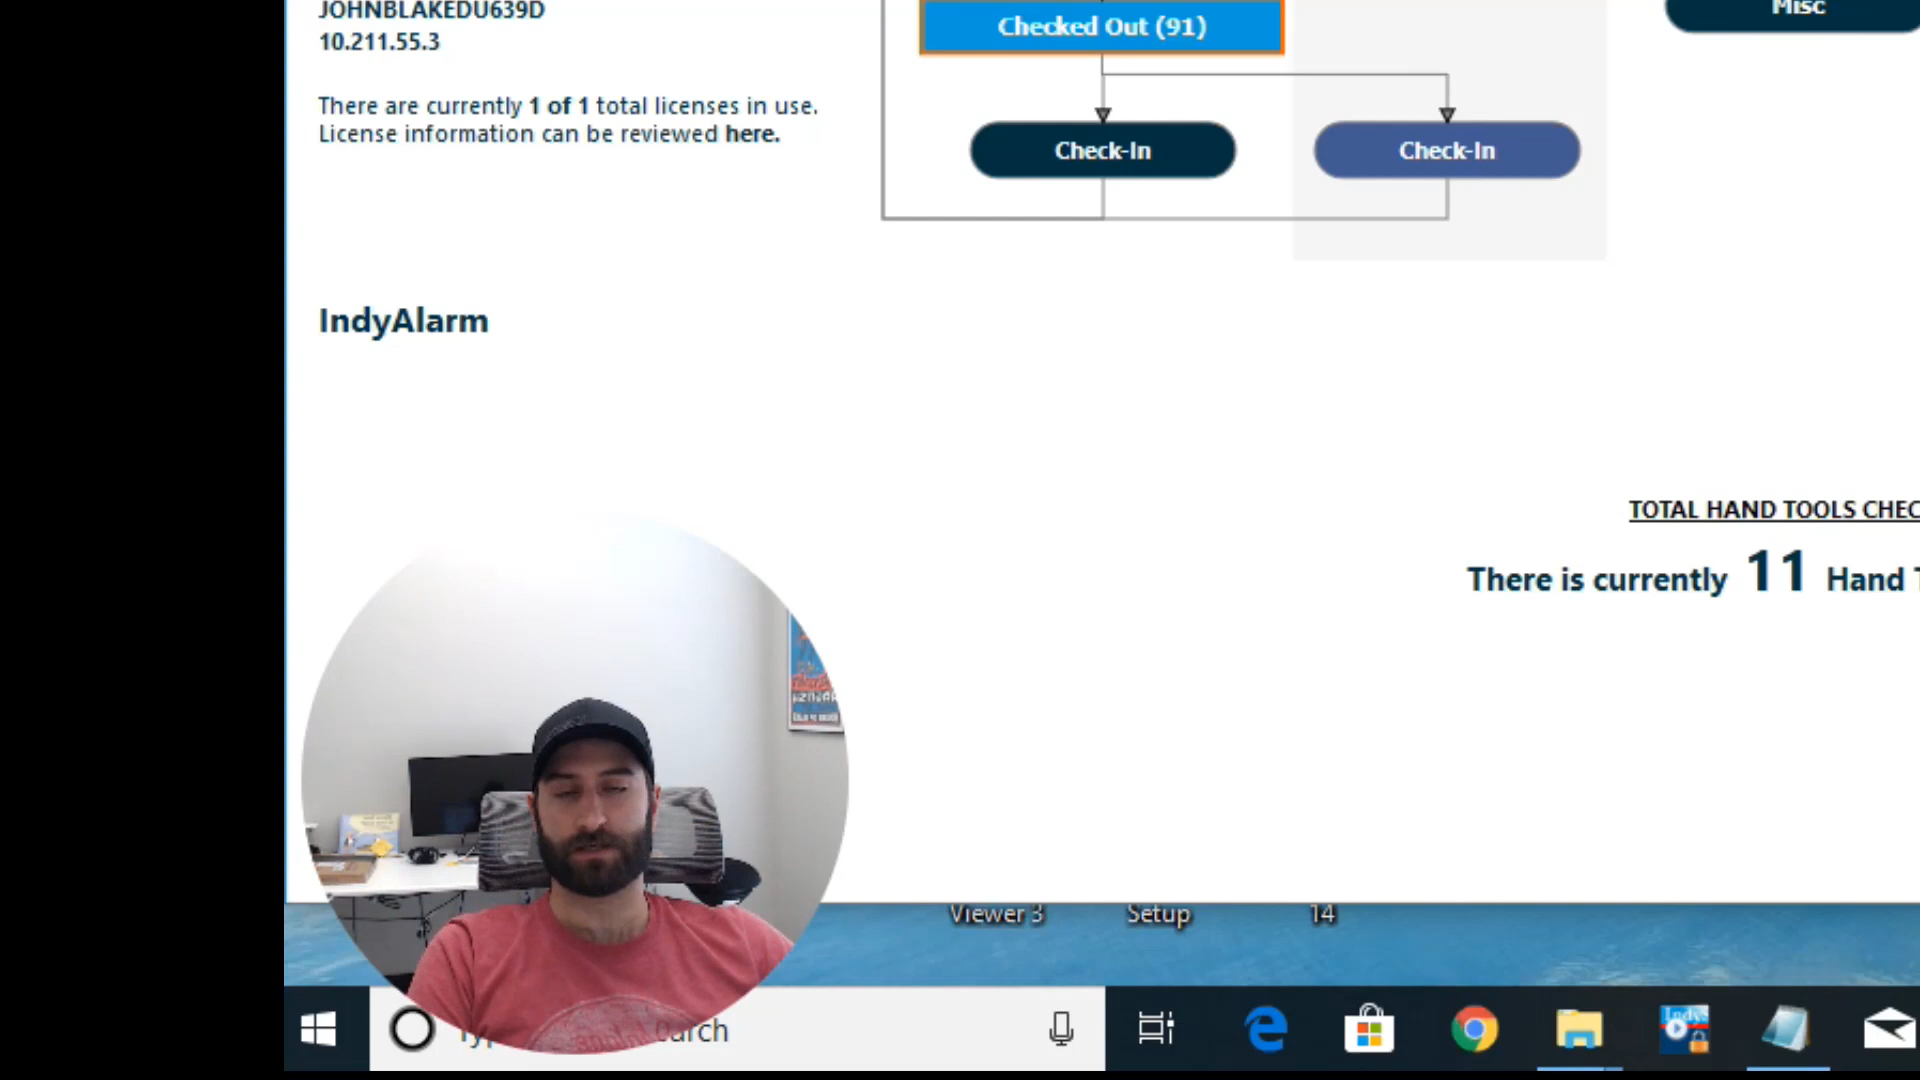 JOHNBLAKEDU639D
10.211.55.3
There are currently 1 of 1 total licenses in use.
License information can be reviewed here.
Checked Out (91)
Misc
Check-In
Check-In
IndyAlarm
TOTAL HAND TOOLS CHEC
There is currently 11 Hand T
Viewer 3
Setup
14